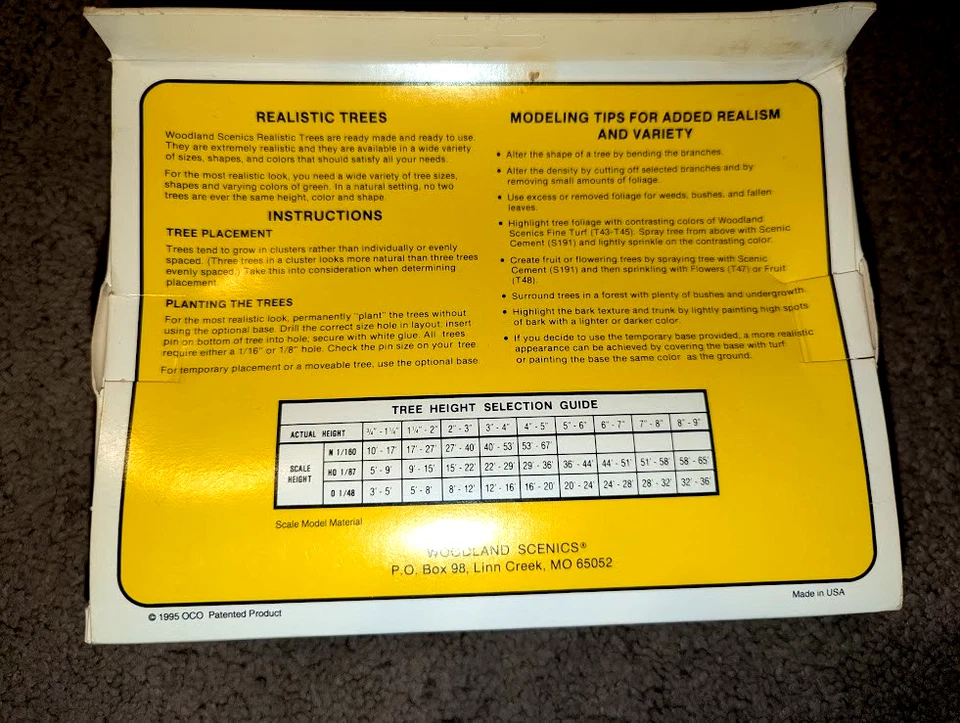 REALISTIC TREES
Woodland Scenics Realistic Trees are ready made and ready to use.
They are extremely realistic and they are available in a wide variety
of sizes, shapes, and colors that should satisfy all your needs.
For the most realistic look, you need a wide variety of tree sizes,
shapes and varying colors of green. In a natural setting, no two
trees are ever the same height, color and shape.
INSTRUCTIONS
TREE PLACEMENT
Trees tend to grow in clusters rather than individually or evenly
spaced. (Three trees in a cluster looks more natural than three trees
evenly spaced.) Take this into consideration when determining
placement.
PLANTING THE TREES
For the most realistic look, permanently "plant" the trees without
using the optional base. Drill the correct size hole in layout; insert
pin on bottom of tree into hole; secure with white glue. All trees
require either a 1/16" or 1/8" hole. Check the pin size on your tree.
For temporary placement or a moveable tree, use the optional base.
MODELING TIPS FOR ADDED REALISM
AND VARIETY
• Alter the shape of a tree by bending the branches.
• Alter the density by cutting off selected branches and by
removing small amounts of foliage.
• Use excess or removed foliage for weeds, bushes, and fallen
leaves.
• Highlight tree foliage with contrasting colors of Woodland
Scenics Fine Turf (T43-T45). Spray tree from above with Scenic
Cement (S191) and lightly sprinkle on the contrasting color.
• Create fruit or flowering trees by spraying tree with Scenic
Cement (S191) and then sprinkling with Flowers (T47) or Fruit
(T48).
• Surround trees in a forest with plenty of bushes and undergrowth.
• Highlight the bark texture and trunk by lightly painting high spots
of bark with a lighter or darker color.
• If you decide to use the temporary base provided, a more realistic
appearance can be achieved by covering the base with turf
or painting the base the same color as the ground.
TREE HEIGHT SELECTION GUIDE
ACTUAL HEIGHT ¾" - 1¼" 1¼" - 2" 2" - 3" 3" - 4" 4" - 5" 5" - 6" 6" - 7" 7" - 8" 8" - 9"
SCALE HEIGHT
N 1/160 10' - 17' 17' - 27' 27' - 40' 40' - 53' 53' - 67'
HO 1/87 5' - 9' 9' - 15' 15' - 22' 22' - 29' 29' - 36' 36' - 44' 44' - 51' 51' - 58' 58' - 65'
O 1/48 3' - 5' 5' - 8' 8' - 12' 12' - 16' 16' - 20' 20' - 24' 24' - 28' 28' - 32' 32' - 36'
Scale Model Material
WOODLAND SCENICS®
P.O. Box 98, Linn Creek, MO 65052
© 1995 OCO Patented Product
Made in USA